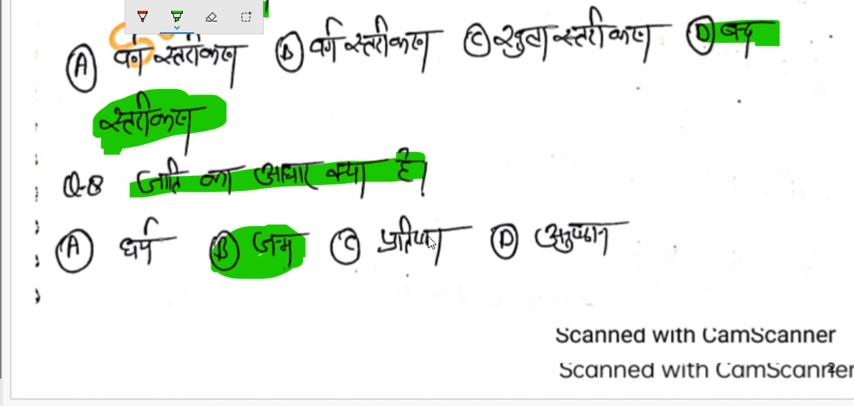 (A) वर्ग स्तरीकरण (B) वर्ग स्तरीकरण (C) खुला स्तरीकरण (D) बन्द
स्तरीकरण
Q-8 जाति का आधार क्या है।
(A) धर्म (B) जन्म (C) प्रतिष्ठा (D) अनुष्ठान
Scanned with CamScanner
Scanned with CamScanner
2